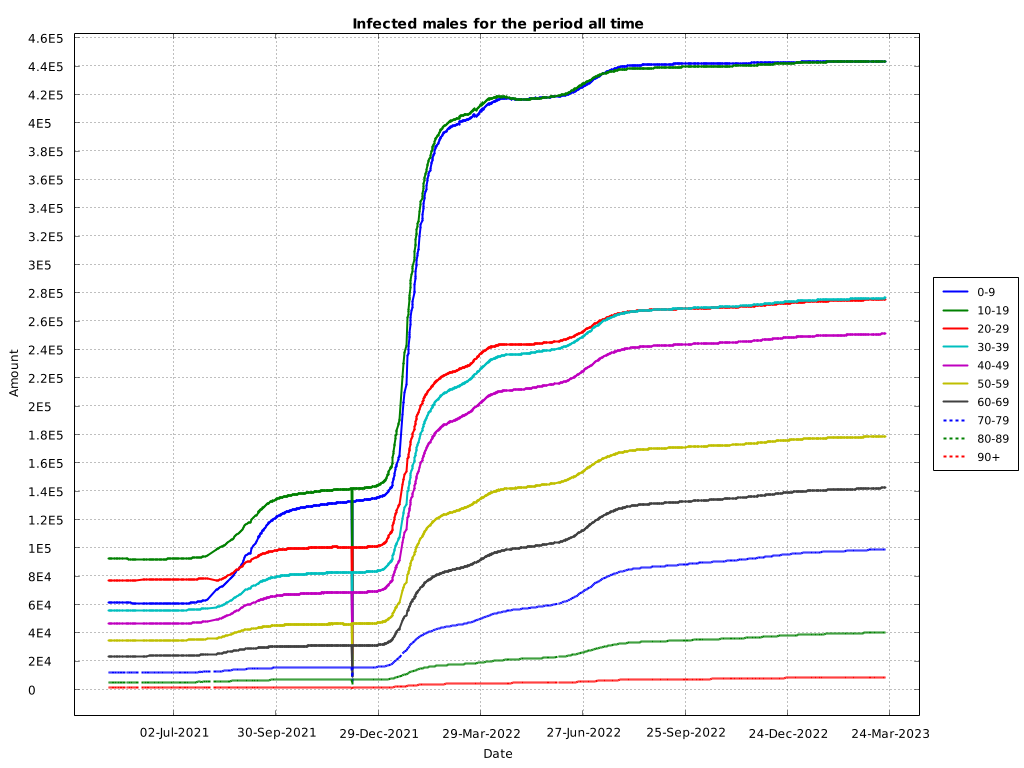 Infected males for the period all time
4.6E5
4.4E5
4.2E5
4E5
3.8E5
3.6E5
3.4E5
3.2E5
3E5
2.8E5
2.6E5
2.4E5
2.2E5
2E5
1.8E5
1.6E5
1.4E5
1.2E5
1E5
8E4
6E4
4E4
2E4
0
Amount
02-Jul-2021 30-Sep-2021 29-Dec-2021 29-Mar-2022 27-Jun-2022 25-Sep-2022 24-Dec-2022 24-Mar-2023
Date
0-9
10-19
20-29
30-39
40-49
50-59
60-69
70-79
80-89
90+